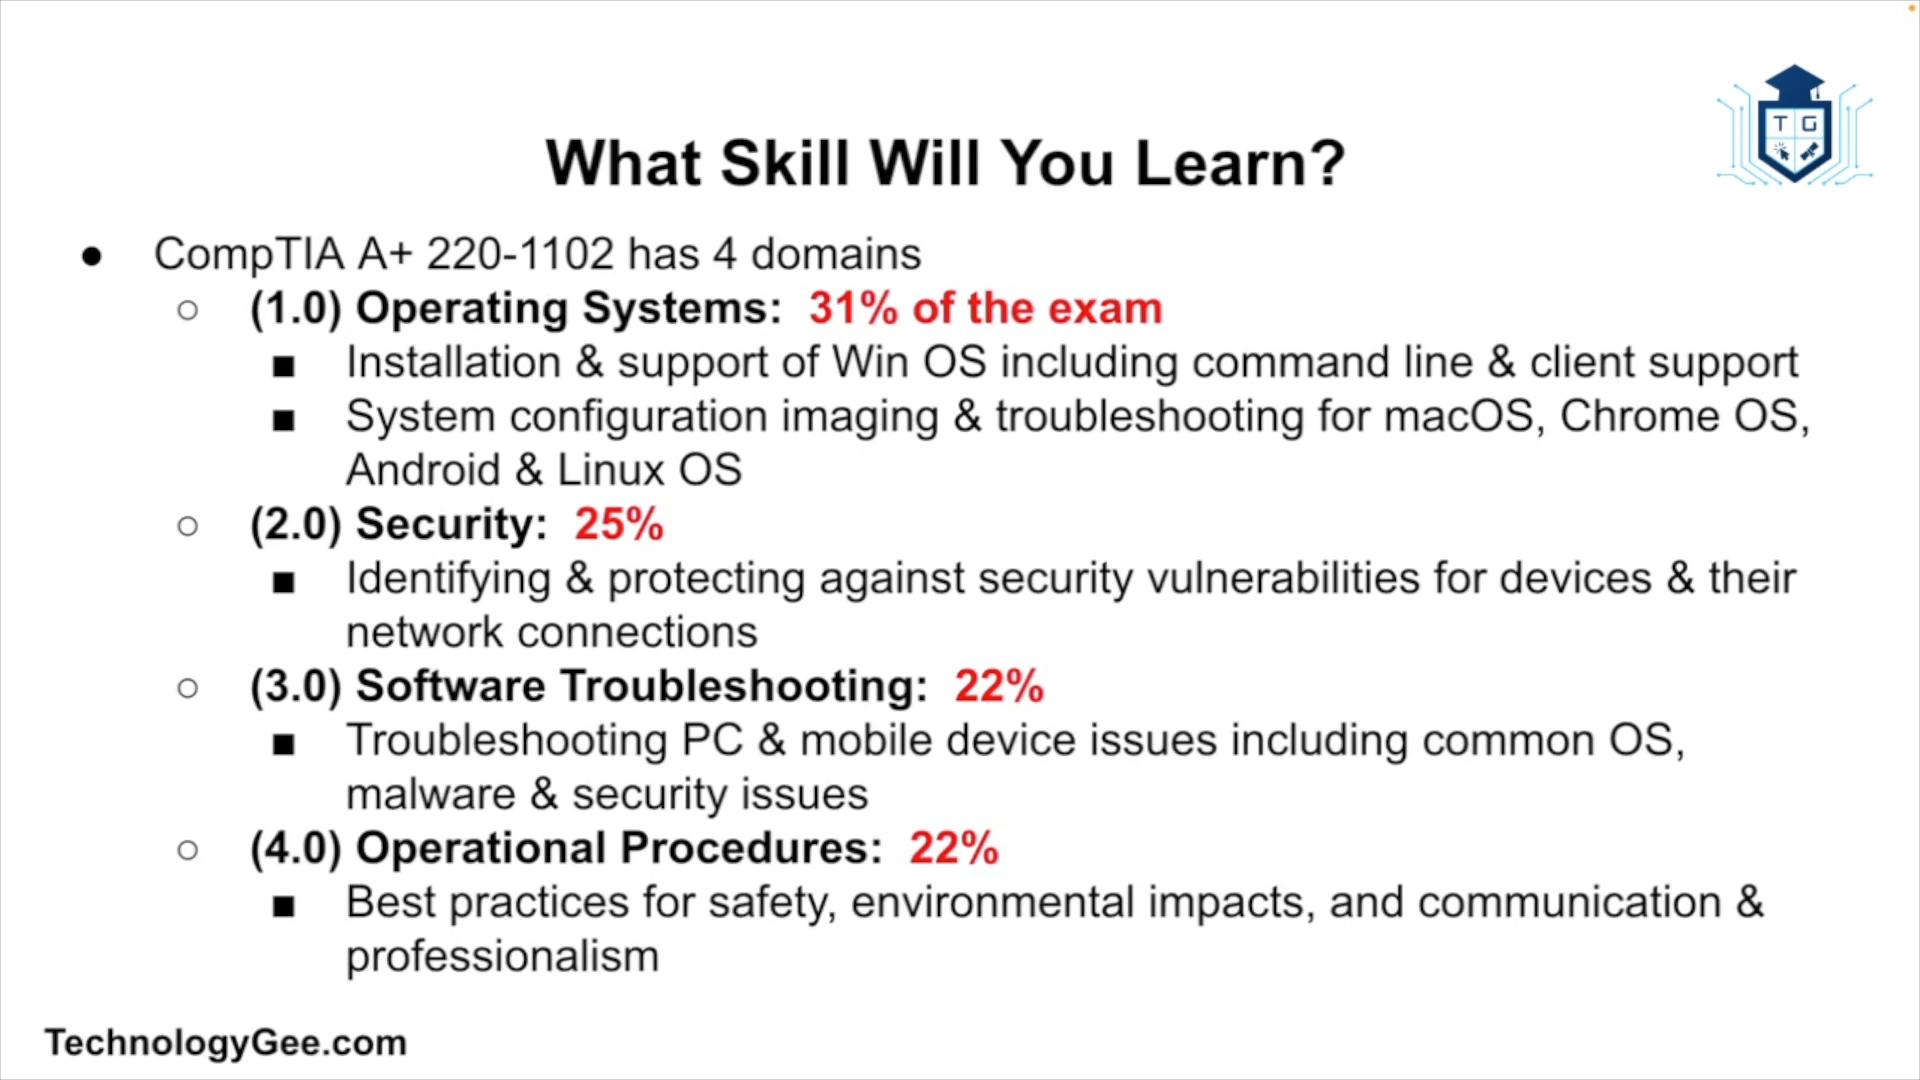 T G
What Skill Will You Learn?
● CompTIA A+ 220-1102 has 4 domains
○ (1.0) Operating Systems: 31% of the exam
■ Installation & support of Win OS including command line & client support
■ System configuration imaging & troubleshooting for macOS, Chrome OS,
Android & Linux OS
○ (2.0) Security: 25%
■ Identifying & protecting against security vulnerabilities for devices & their
network connections
○ (3.0) Software Troubleshooting: 22%
■ Troubleshooting PC & mobile device issues including common OS,
malware & security issues
○ (4.0) Operational Procedures: 22%
■ Best practices for safety, environmental impacts, and communication &
professionalism
TechnologyGee.com